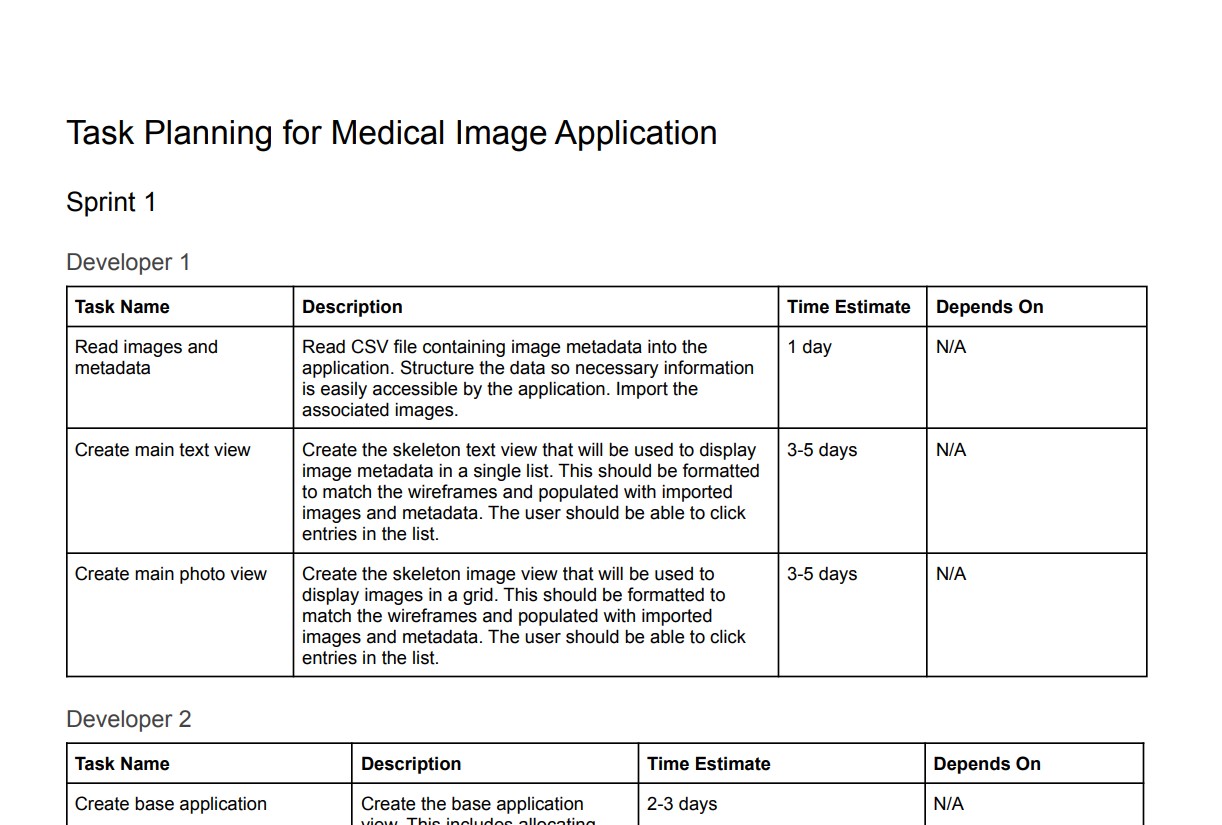 Task Planning for Medical Image Application
Sprint 1
Developer 1
Task Name Description Time Estimate Depends On
Read images and
metadata
Read CSV file containing image metadata into the
application. Structure the data so necessary information
is easily accessible by the application. Import the
associated images.
1 day
N/A
Create main text view
Create the skeleton text view that will be used to display
image metadata in a single list. This should be formatted
to match the wireframes and populated with imported
images and metadata. The user should be able to click
entries in the list.
3-5 days
N/A
Create main photo view
Create the skeleton image view that will be used to
display images in a grid. This should be formatted to
match the wireframes and populated with imported
images and metadata. The user should be able to click
entries in the list.
3-5 days
N/A
Developer 2
Task Name Description Time Estimate Depends On
Create base application
Create the base application
view. This includes allocating
2-3 days
N/A